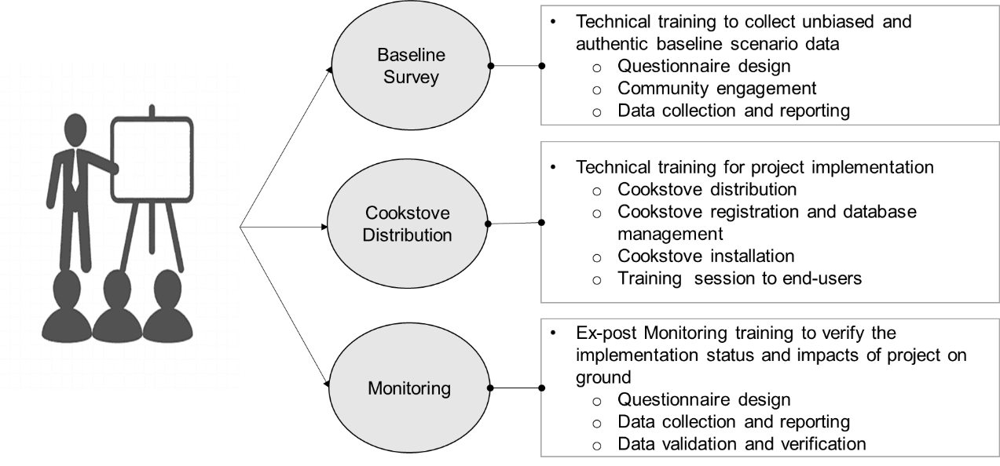 Baseline
Survey
• Technical training to collect unbiased and
authentic baseline scenario data
o Questionnaire design
o Community engagement
o Data collection and reporting
Cookstove
Distribution
• Technical training for project implementation
o Cookstove distribution
o Cookstove registration and database
management
o Cookstove installation
o Training session to end-users
Monitoring
• Ex-post Monitoring training to verify the
implementation status and impacts of project on
ground
o Questionnaire design
o Data collection and reporting
o Data validation and verification